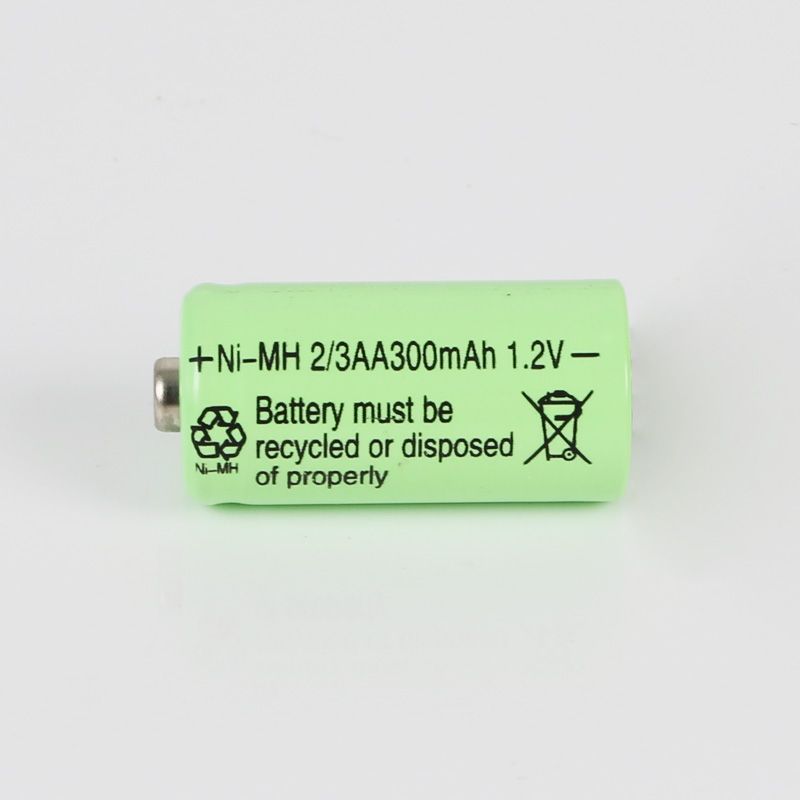 +Ni-MH 2/3AA300mAh 1.2V-
Battery must be
recycled or disposed
of properly
Ni-MH